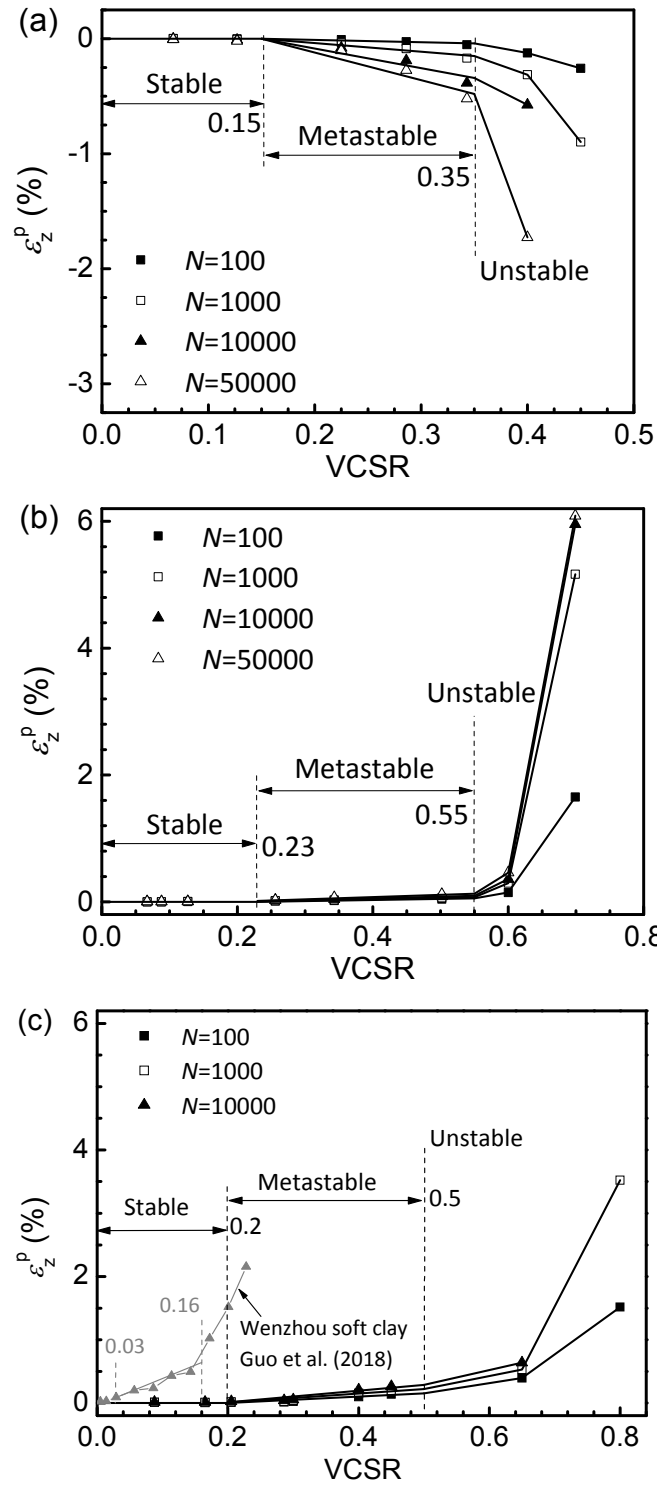 (a)
0
-1
-2
-3
ε_z^p (%)
Stable
0.15
Metastable
0.35
Unstable
N=100
N=1000
N=10000
N=50000
0.0 0.1 0.2 0.3 0.4 0.5
VCSR
(b)
6
4
2
0
ε_z^p (%)
N=100
N=1000
N=10000
N=50000
Unstable
Metastable
0.55
Stable
0.23
0.0 0.2 0.4 0.6 0.8
VCSR
(c)
6
4
2
0
ε_z^p (%)
N=100
N=1000
N=10000
Unstable
Metastable
0.5
Stable
0.2
0.16
0.03
Wenzhou soft clay
Guo et al. (2018)
0.0 0.2 0.4 0.6 0.8
VCSR